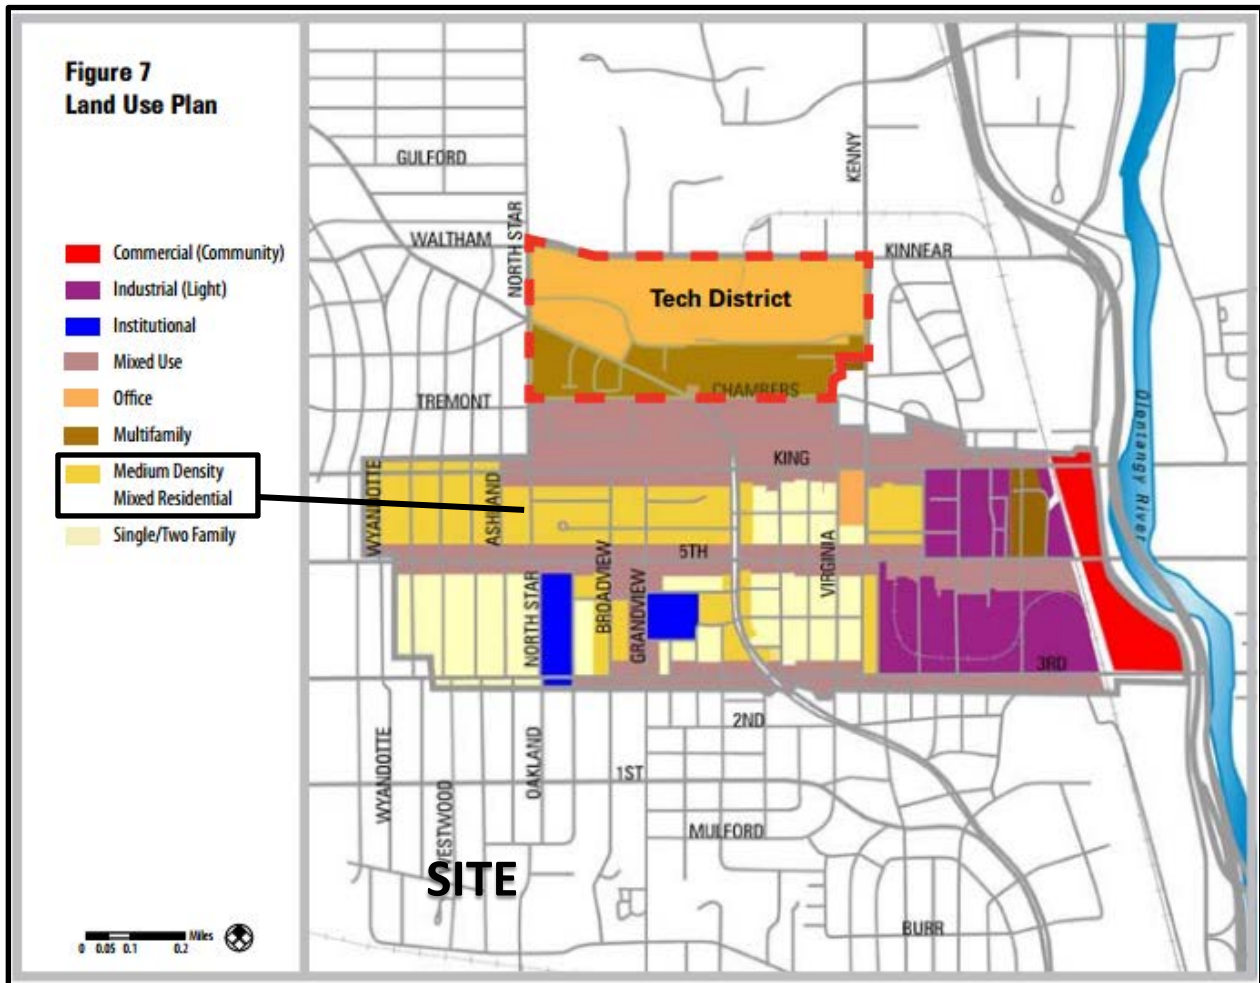 Figure 7
Land Use Plan
Commercial (Community)
Industrial (Light)
Institutional
Mixed Use
Office
Multifamily
Medium Density
Mixed Residential
Single/Two Family
GULFORD
KENNY
WALTHAM
NORTH STAR
KINNEAR
Tech District
CHAMBERS
TREMONT
Olentangy River
KING
WYANDOTTE
ASHLAND
5TH
VIRGINIA
BROADVIEW
GRANDVIEW
NORTH STAR
3RD
2ND
OAKLAND
1ST
WYANDOTTE
WESTWOOD
MULFORD
SITE
BURR
Miles
0 0.05 0.1 0.2